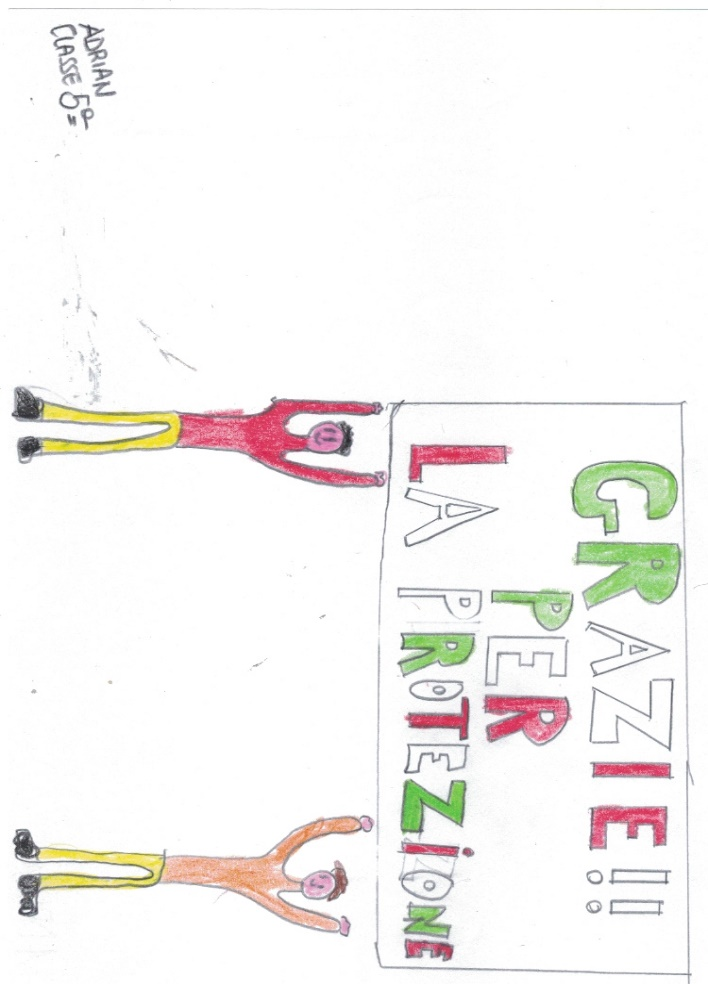 GRAZIE!!
PER
LA PROTEZIONE
ADRIAN
CLASSE 5ª